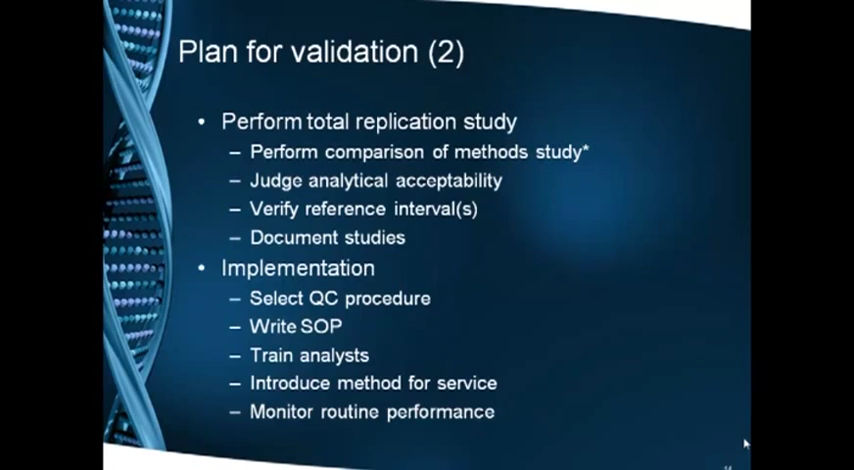 Plan for validation (2)
• Perform total replication study
– Perform comparison of methods study*
– Judge analytical acceptability
– Verify reference interval(s)
– Document studies
• Implementation
– Select QC procedure
– Write SOP
– Train analysts
– Introduce method for service
– Monitor routine performance